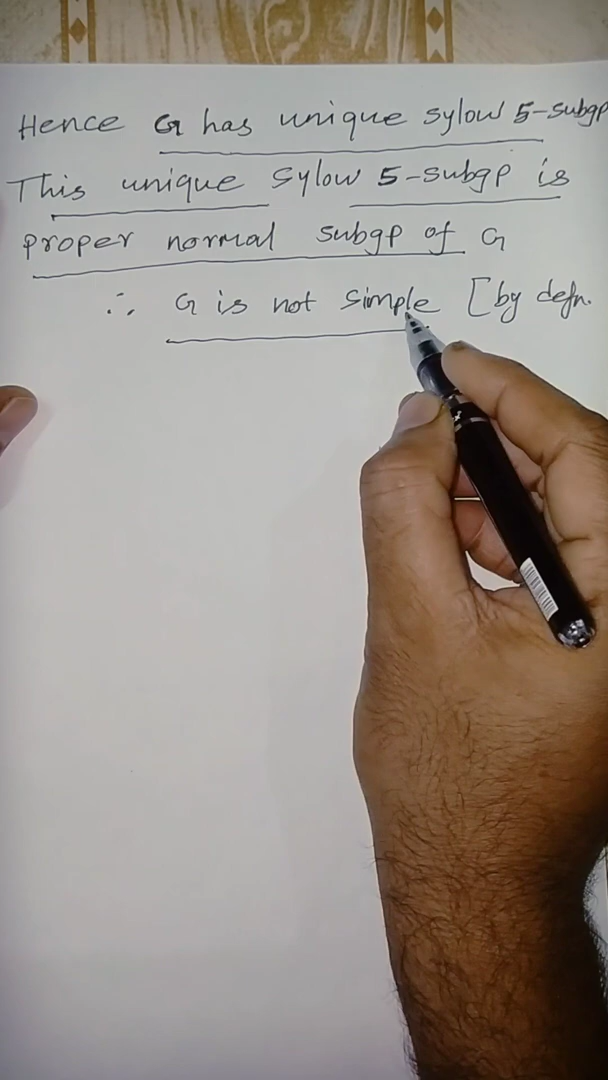 Hence G has unique sylow 5-subgp
This unique sylow 5-subgp is
proper normal subgp of G
∴ G is not simple [by defn.